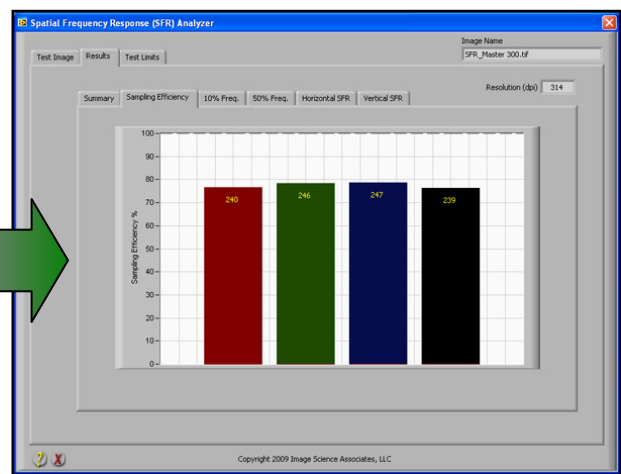 Spatial Frequency Response (SFR) Analyzer
Image Name
SFR_Master 300.tif
Test Image Results Test Limits
Resolution (dpi) 314
Summary Sampling Efficiency 10% Freq. 50% Freq. Horizontal SFR Vertical SFR
Sampling Efficiency %
100
90
80
70
60
50
40
30
20
10
0
240 246 247 239
Copyright 2009 Image Science Associates, LLC